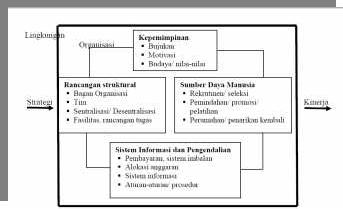 Lingkongan
Organisasi
Kepemimpinan
• Bujukan
• Motivasi
• Budaya/ nilai-nilai
Rancangan struktural
• Bagan Organisasi
• Tim
• Sentralisasi/ Desentralisasi
• Fasilitas, rancangan tugas
Sumber Daya Manusia
• Rekrutmen/ seleksi
• Pemindahan/ promosi/
pelatihan
• Perumahan/ penarikan kembali
Strategi
Kinerja
Sistem Informasi dan Pengendalian
• Pembayaran, sistem imbalan
• Alokasi anggaran
• Sistem informasi
• Aturan-aturan/ prosedur